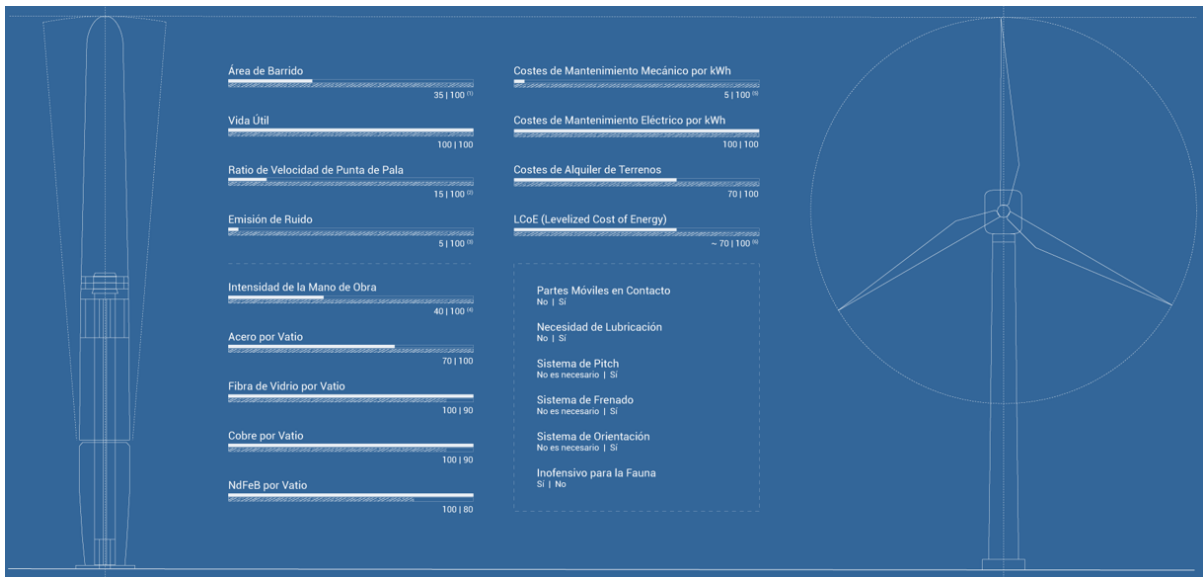 Área de Barrido
35 | 100 (1)
Vida Útil
100 | 100
Ratio de Velocidad de Punta de Pala
15 | 100 (2)
Emisión de Ruido
5 | 100 (3)
Intensidad de la Mano de Obra
40 | 100 (4)
Acero por Vatio
70 | 100
Fibra de Vidrio por Vatio
100 | 90
Cobre por Vatio
100 | 90
NdFeB por Vatio
100 | 80
Costes de Mantenimiento Mecánico por kWh
5 | 100 (5)
Costes de Mantenimiento Eléctrico por kWh
100 | 100
Costes de Alquiler de Terrenos
70 | 100
LCoE (Levelized Cost of Energy)
~ 70 | 100 (6)
Partes Móviles en Contacto
No | Sí
Necesidad de Lubricación
No | Sí
Sistema de Pitch
No es necesario | Sí
Sistema de Frenado
No es necesario | Sí
Sistema de Orientación
No es necesario | Sí
Inofensivo para la Fauna
Sí | No